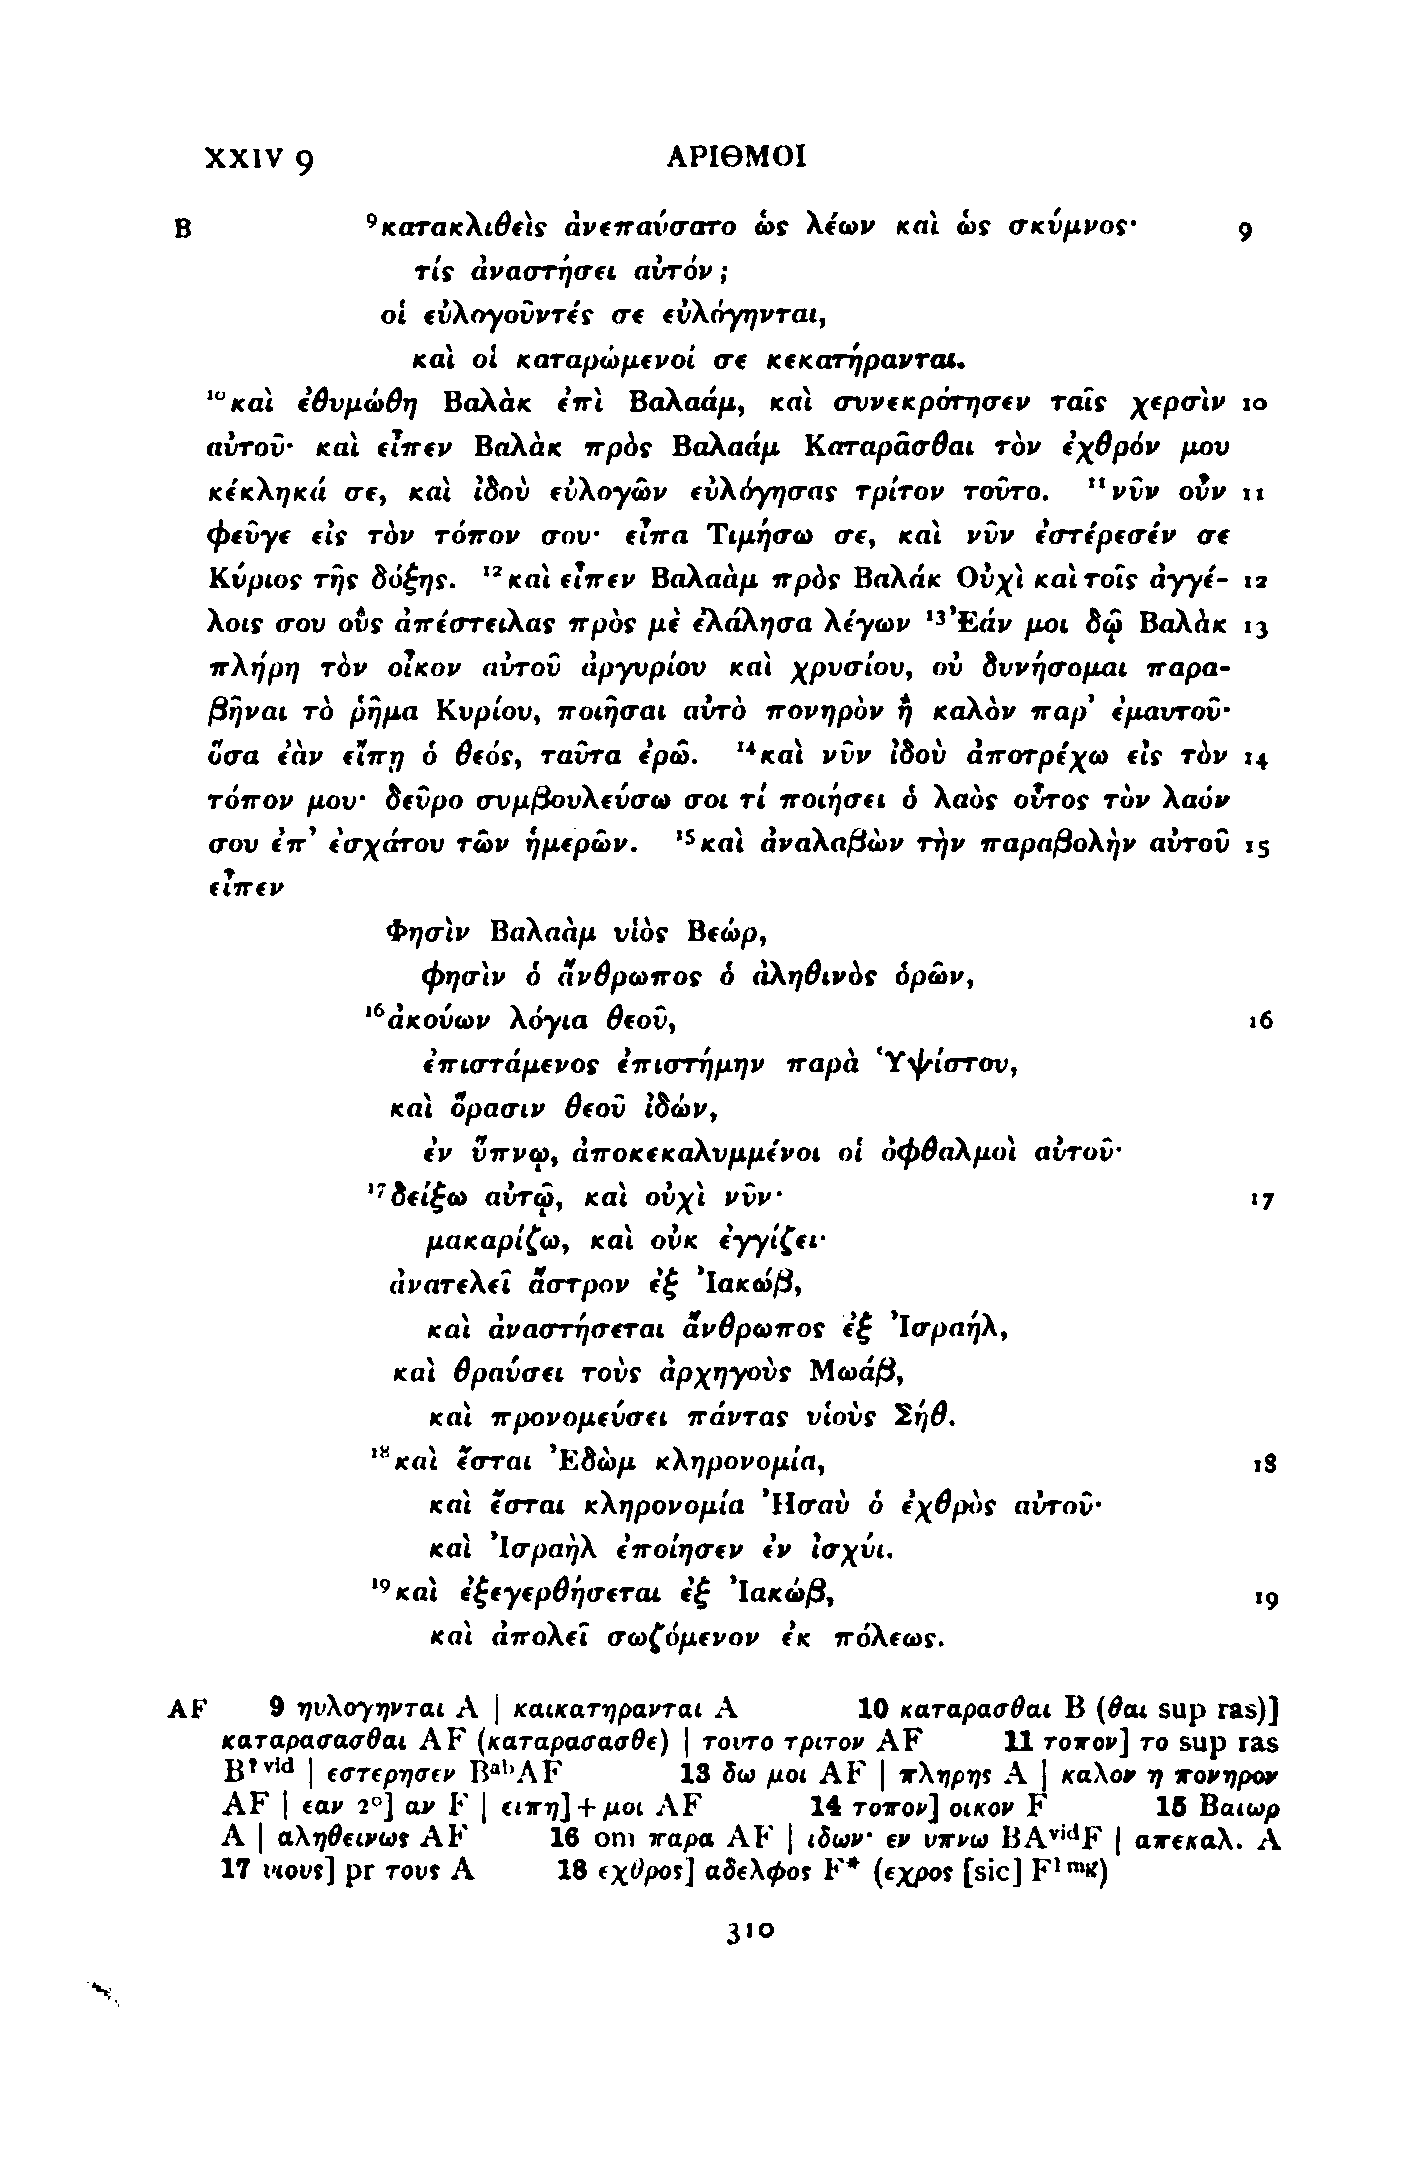 XXIV 9 ΑΡΙΘΜΟΙ
B ⁹κατακλιθεὶς ἀνεπαύσατο ὡς λέων καὶ ὡς σκύμνος· 9
τίς ἀναστήσει αὐτόν;
οἱ εὐλογοῦντές σε εὐλόγηνται,
καὶ οἱ καταρώμενοί σε κεκατήρανται.
¹⁰καὶ ἐθυμώθη Βαλὰκ ἐπὶ Βαλαάμ, καὶ συνεκρότησεν ταῖς χερσὶν 10
αὐτοῦ· καὶ εἶπεν Βαλὰκ πρὸς Βαλαάμ Καταρᾶσθαι τὸν ἐχθρόν μου
κέκληκά σε, καὶ ἰδοὺ εὐλογῶν εὐλόγησας τρίτον τοῦτο. ¹¹νῦν οὖν 11
φεῦγε εἰς τὸν τόπον σου· εἶπα Τιμήσω σε, καὶ νῦν ἐστέρεσέν σε
Κύριος τῆς δόξης. ¹²καὶ εἶπεν Βαλαὰμ πρὸς Βαλάκ Οὐχὶ καὶ τοῖς ἀγγέ- 12
λοις σου οὓς ἀπέστειλας πρὸς μὲ ἐλάλησα λέγων ¹³Ἐάν μοι δῷ Βαλὰκ 13
πλήρη τὸν οἶκον αὐτοῦ ἀργυρίου καὶ χρυσίου, οὐ δυνήσομαι παρα-
βῆναι τὸ ῥῆμα Κυρίου, ποιῆσαι αὐτὸ πονηρὸν ἢ καλὸν παρ' ἐμαυτοῦ·
ὅσα ἐὰν εἴπῃ ὁ θεός, ταῦτα ἐρῶ. ¹⁴καὶ νῦν ἰδοὺ ἀποτρέχω εἰς τὸν 14
τόπον μου· δεῦρο συμβουλεύσω σοι τί ποιήσει ὁ λαὸς οὗτος τὸν λαόν
σου ἐπ' ἐσχάτου τῶν ἡμερῶν. ¹⁵καὶ ἀναλαβὼν τὴν παραβολὴν αὐτοῦ 15
εἶπεν
Φησὶν Βαλαὰμ υἱὸς Βεώρ,
φησὶν ὁ ἄνθρωπος ὁ ἀληθινὸς ὁρῶν,
¹⁶ἀκούων λόγια θεοῦ, 16
ἐπιστάμενος ἐπιστήμην παρὰ Ὑψίστου,
καὶ ὅρασιν θεοῦ ἰδών,
ἐν ὕπνῳ, ἀποκεκαλυμμένοι οἱ ὀφθαλμοὶ αὐτοῦ·
¹⁷δείξω αὐτῷ, καὶ οὐχὶ νῦν· 17
μακαρίζω, καὶ οὐκ ἐγγίζει·
ἀνατελεῖ ἄστρον ἐξ Ἰακώβ,
καὶ ἀναστήσεται ἄνθρωπος ἐξ Ἰσραήλ,
καὶ θραύσει τοὺς ἀρχηγοὺς Μωάβ,
καὶ προνομεύσει πάντας υἱοὺς Σήθ.
¹⁸καὶ ἔσται Ἐδὼμ κληρονομία, 18
καὶ ἔσται κληρονομία Ἡσαὺ ὁ ἐχθρὸς αὐτοῦ·
καὶ Ἰσραὴλ ἐποίησεν ἐν ἰσχύι.
¹⁹καὶ ἐξεγερθήσεται ἐξ Ἰακώβ, 19
καὶ ἀπολεῖ σωζόμενον ἐκ πόλεως.
AF 9 ηυλογηνται A | καικατηρανται A 10 καταρασθαι B (θαι sup ras)]
καταρασασθαι AF (καταρασασθε) | τουτο τριτον AF 11 τοπον] το sup ras
B? vid | εστερησεν Bᵃᵇ AF 13 δω μοι AF | πληρης A | καλον η πονηρον
AF | εαν 2°] αν F | ειπη] + μοι AF 14 τοπον] οικον F 15 Βαιωρ
A | αληθεινως AF 16 om παρα AF | ιδων· εν υπνω BAᵛⁱᵈF | απεκαλ. A
17 υιους] pr τους A 18 εχθρος] αδελφος F* (εχρος [sic] F¹ ᵐᵍ)
310